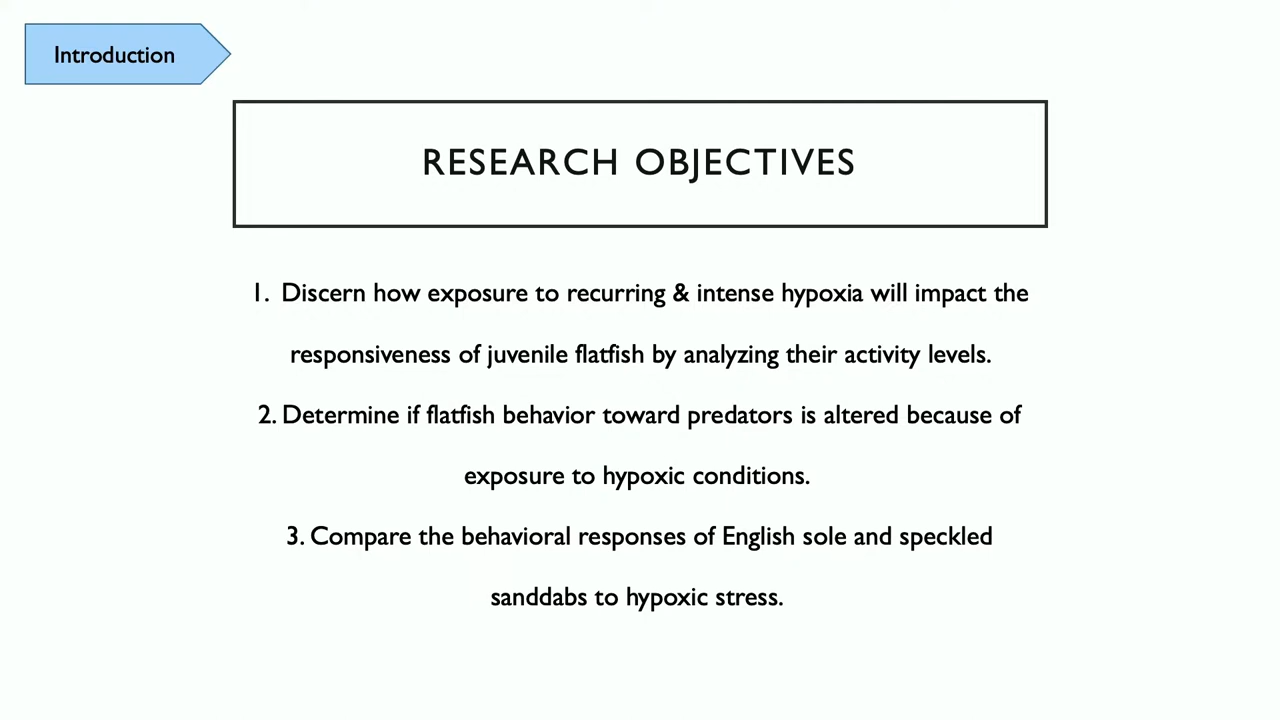 Introduction
RESEARCH OBJECTIVES
1. Discern how exposure to recurring & intense hypoxia will impact the
responsiveness of juvenile flatfish by analyzing their activity levels.
2. Determine if flatfish behavior toward predators is altered because of
exposure to hypoxic conditions.
3. Compare the behavioral responses of English sole and speckled
sanddabs to hypoxic stress.